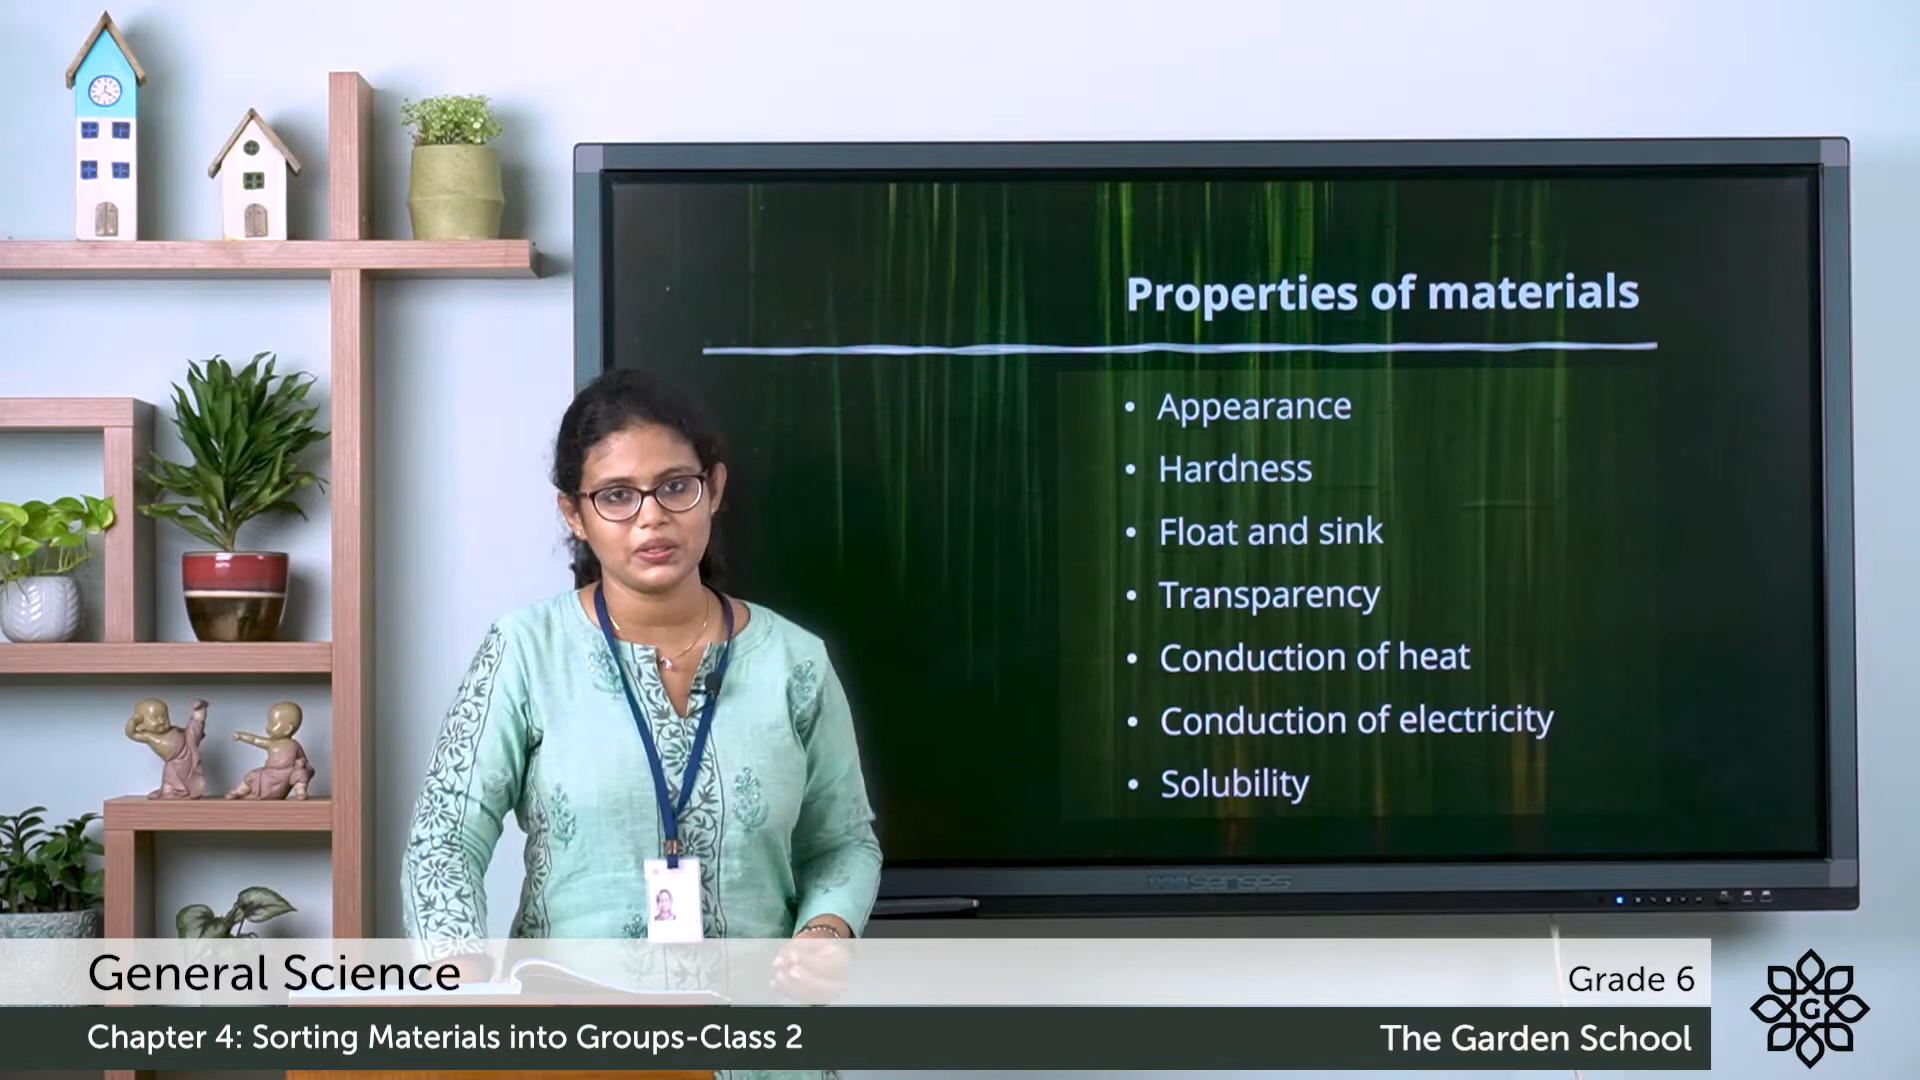 Properties of materials
• Appearance
• Hardness
• Float and sink
• Transparency
• Conduction of heat
• Conduction of electricity
• Solubility
senses
General Science
Grade 6
Chapter 4: Sorting Materials into Groups-Class 2
The Garden School
G